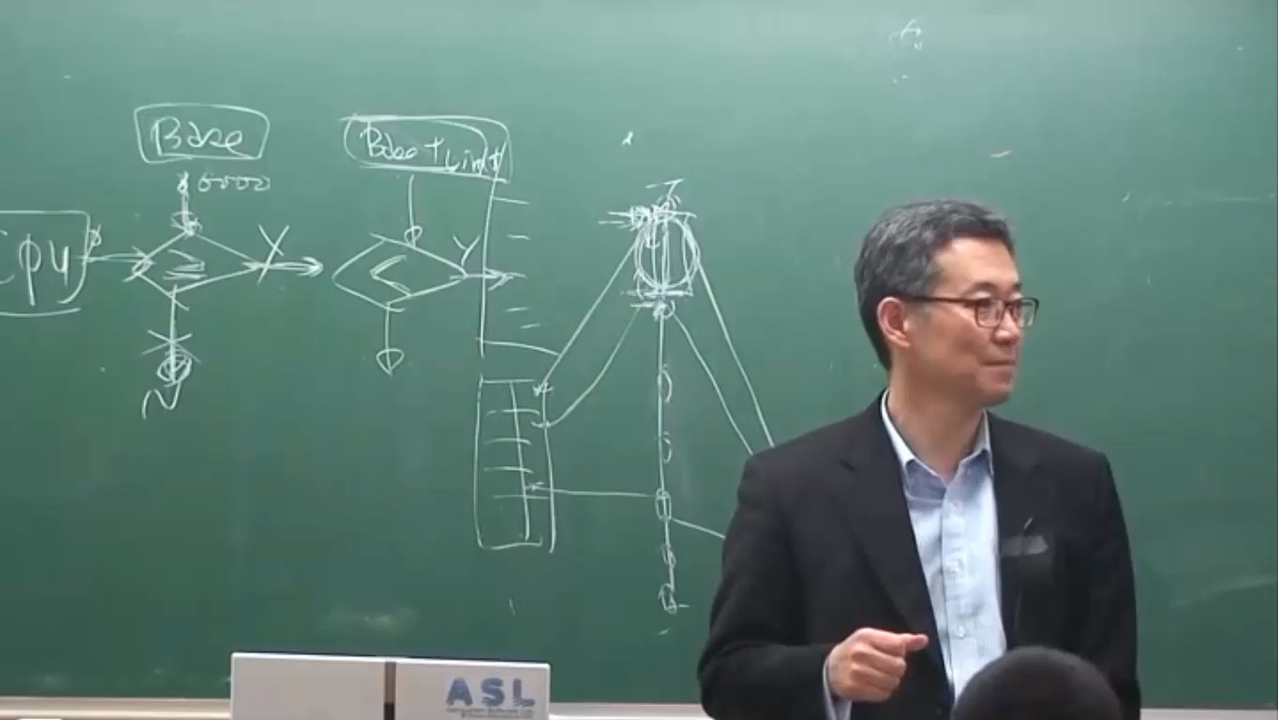 Base
Base + Limit
CPU
≥
<
Y
N
ASL